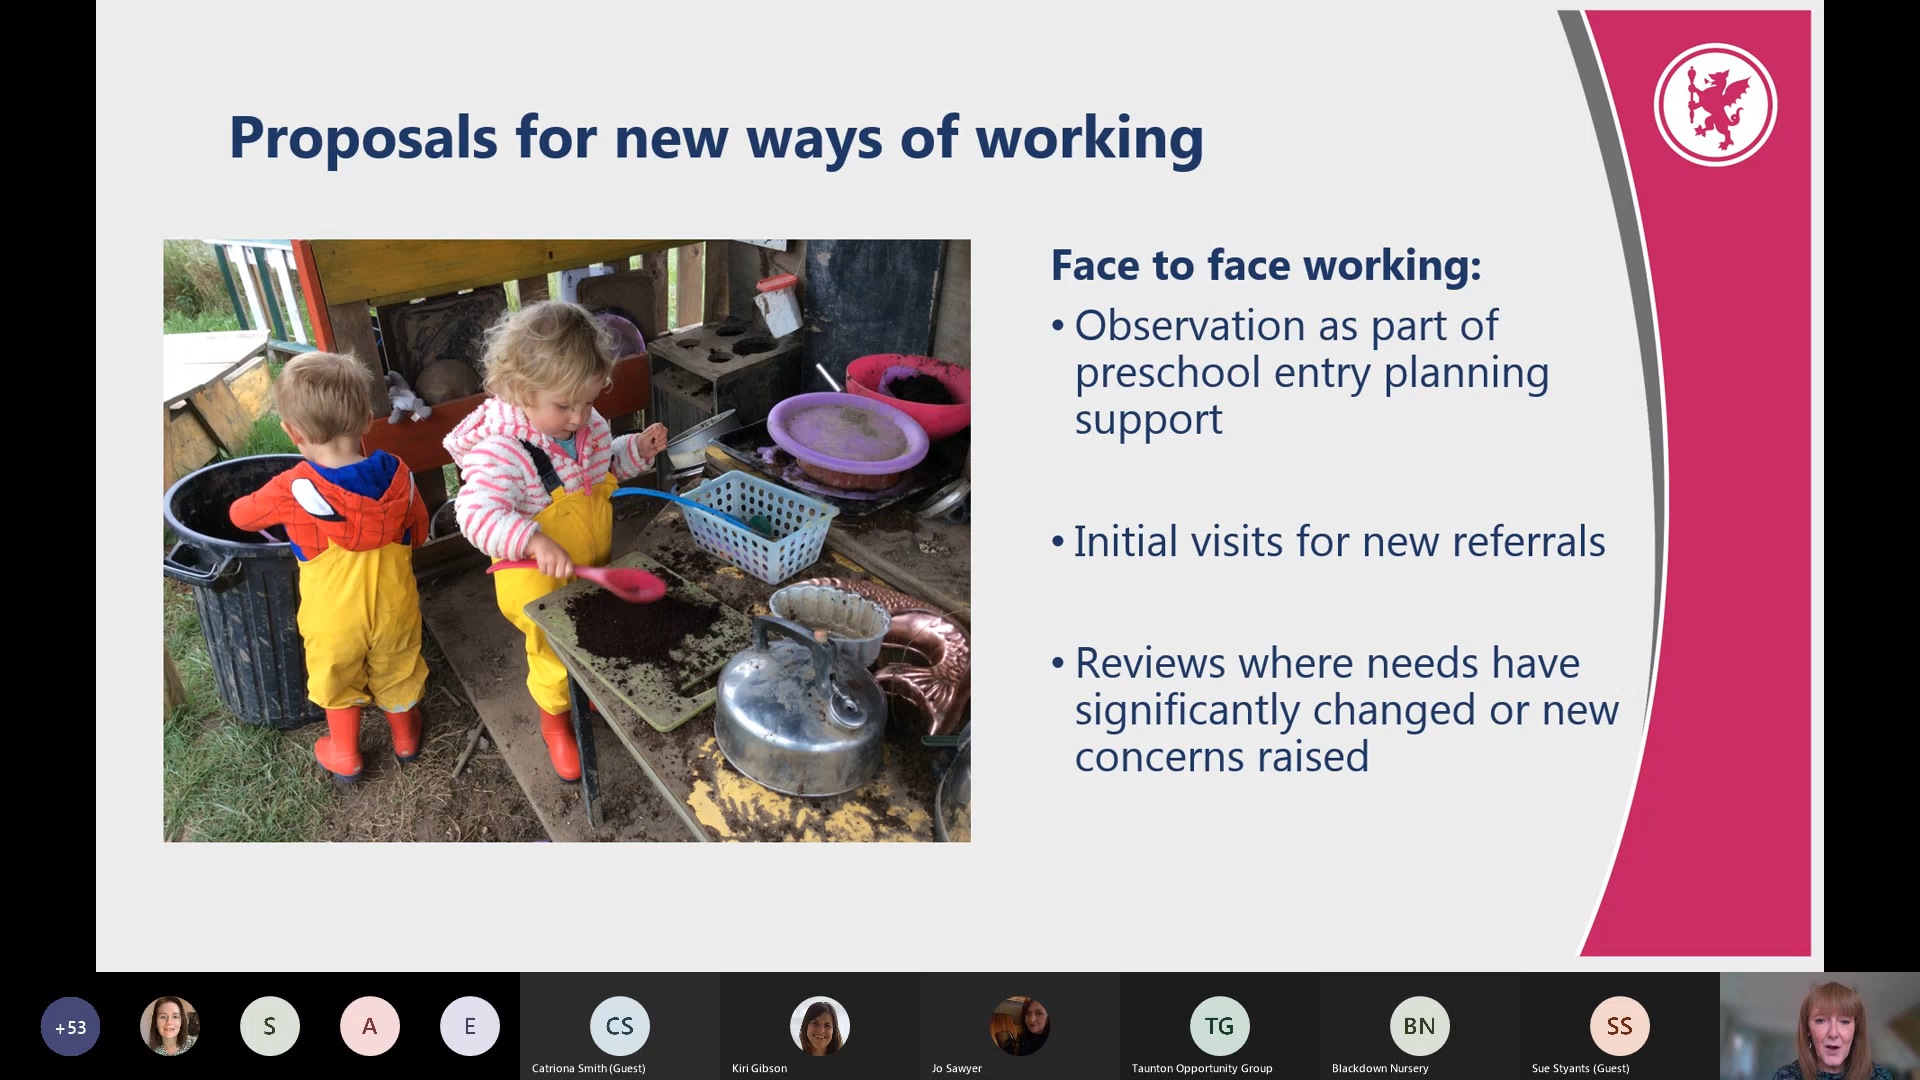 Proposals for new ways of working
Face to face working:
• Observation as part of
preschool entry planning
support
• Initial visits for new referrals
• Reviews where needs have
significantly changed or new
concerns raised
+53
S
A
E
CS
TG
BN
SS
Catriona Smith (Guest)
Kiri Gibson
Jo Sawyer
Taunton Opportunity Group
Blackdown Nursery
Sue Styants (Guest)